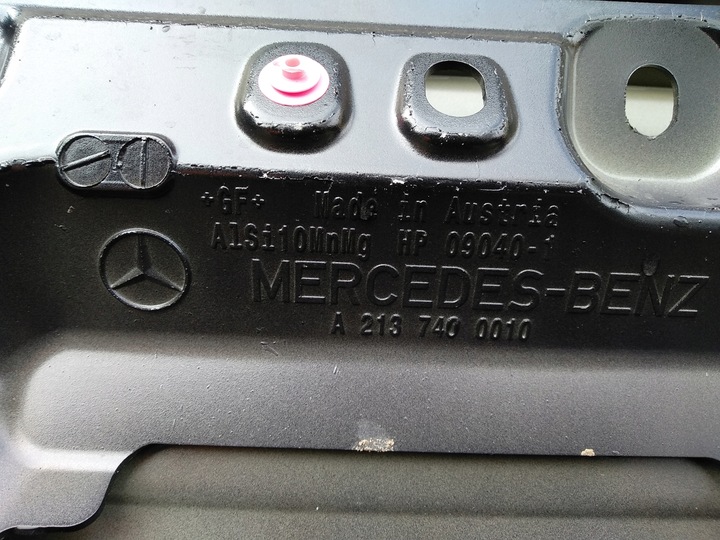 +GF+ Made in Austria
AlSi10MnMg HP 09040-1
MERCEDES-BENZ
A 213 740 0010